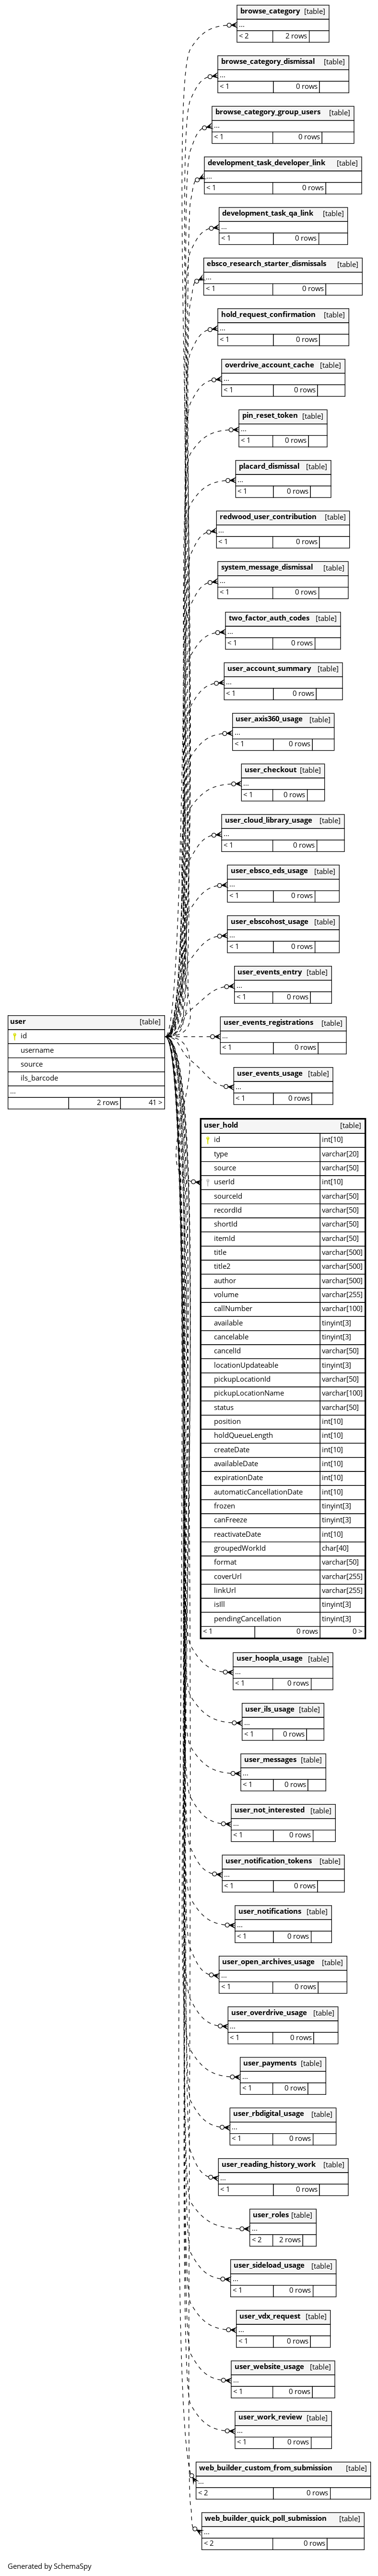 browse_category [table]
...
< 2 2 rows
browse_category_dismissal [table]
...
< 1 0 rows
browse_category_group_users [table]
...
< 1 0 rows
development_task_developer_link [table]
...
< 1 0 rows
development_task_qa_link [table]
...
< 1 0 rows
ebsco_research_starter_dismissals [table]
...
< 1 0 rows
hold_request_confirmation [table]
...
< 1 0 rows
overdrive_account_cache [table]
...
< 1 0 rows
pin_reset_token [table]
...
< 1 0 rows
placard_dismissal [table]
...
< 1 0 rows
redwood_user_contribution [table]
...
< 1 0 rows
system_message_dismissal [table]
...
< 1 0 rows
two_factor_auth_codes [table]
...
< 1 0 rows
user_account_summary [table]
...
< 1 0 rows
user_axis360_usage [table]
...
< 1 0 rows
user_checkout [table]
...
< 1 0 rows
user_cloud_library_usage [table]
...
< 1 0 rows
user_ebsco_eds_usage [table]
...
< 1 0 rows
user_ebscohost_usage [table]
...
< 1 0 rows
user_events_entry [table]
...
< 1 0 rows
user [table]
id
username
source
ils_barcode
...
2 rows 41 >
user_events_registrations [table]
...
< 1 0 rows
user_events_usage [table]
...
< 1 0 rows
user_hold [table]
id int[10]
type varchar[20]
source varchar[50]
userId int[10]
sourceId varchar[50]
recordId varchar[50]
shortId varchar[50]
itemId varchar[50]
title varchar[500]
title2 varchar[500]
author varchar[500]
volume varchar[255]
callNumber varchar[100]
available tinyint[3]
cancelable tinyint[3]
cancelId varchar[50]
locationUpdateable tinyint[3]
pickupLocationId varchar[50]
pickupLocationName varchar[100]
status varchar[50]
position int[10]
holdQueueLength int[10]
createDate int[10]
availableDate int[10]
expirationDate int[10]
automaticCancellationDate int[10]
frozen tinyint[3]
canFreeze tinyint[3]
reactivateDate int[10]
groupedWorkId char[40]
format varchar[50]
coverUrl varchar[255]
linkUrl varchar[255]
isIll tinyint[3]
pendingCancellation tinyint[3]
< 1 0 rows 0 >
user_hoopla_usage [table]
...
< 1 0 rows
user_ils_usage [table]
...
< 1 0 rows
user_messages [table]
...
< 1 0 rows
user_not_interested [table]
...
< 1 0 rows
user_notification_tokens [table]
...
< 1 0 rows
user_notifications [table]
...
< 1 0 rows
user_open_archives_usage [table]
...
< 1 0 rows
user_overdrive_usage [table]
...
< 1 0 rows
user_payments [table]
...
< 1 0 rows
user_rbdigital_usage [table]
...
< 1 0 rows
user_reading_history_work [table]
...
< 1 0 rows
user_roles [table]
...
< 2 2 rows
user_sideload_usage [table]
...
< 1 0 rows
user_vdx_request [table]
...
< 1 0 rows
user_website_usage [table]
...
< 1 0 rows
user_work_review [table]
...
< 1 0 rows
web_builder_custom_from_submission [table]
...
< 2 0 rows
web_builder_quick_poll_submission [table]
...
< 2 0 rows
Generated by SchemaSpy